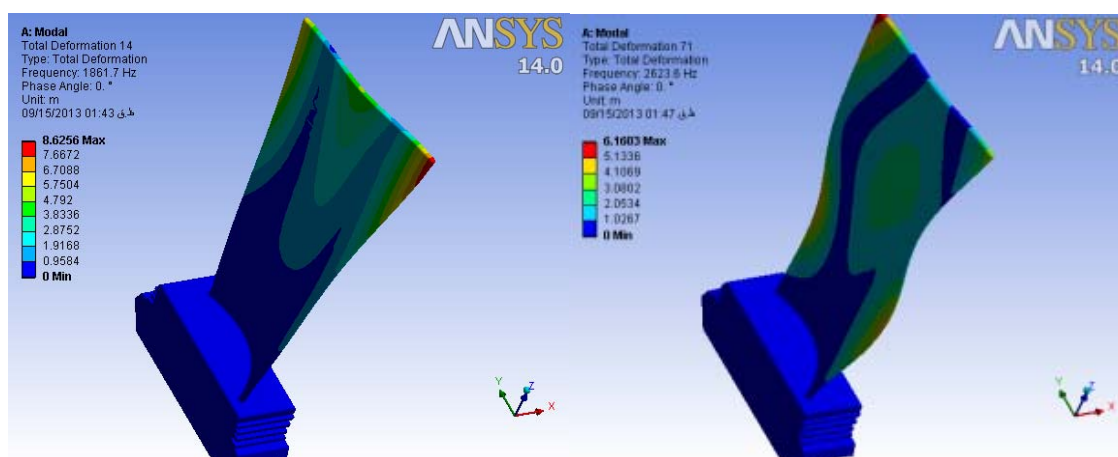 A: Modal
Total Deformation 14
Type: Total Deformation
Frequency: 1861.7 Hz
Phase Angle: 0. °
Unit: m
09/15/2013 01:43 ق.ظ
8.6256 Max
7.6672
6.7088
5.7504
4.792
3.8336
2.8752
1.9168
0.9584
0 Min
ANSYS
14.0
Y
Z
X
A: Modal
Total Deformation 71
Type: Total Deformation
Frequency: 2623.6 Hz
Phase Angle: 0. °
Unit: m
09/15/2013 01:47 ق.ظ
6.1603 Max
5.1336
4.1069
3.0802
2.0534
1.0267
0 Min
ANSYS
14.0
Y
Z
X